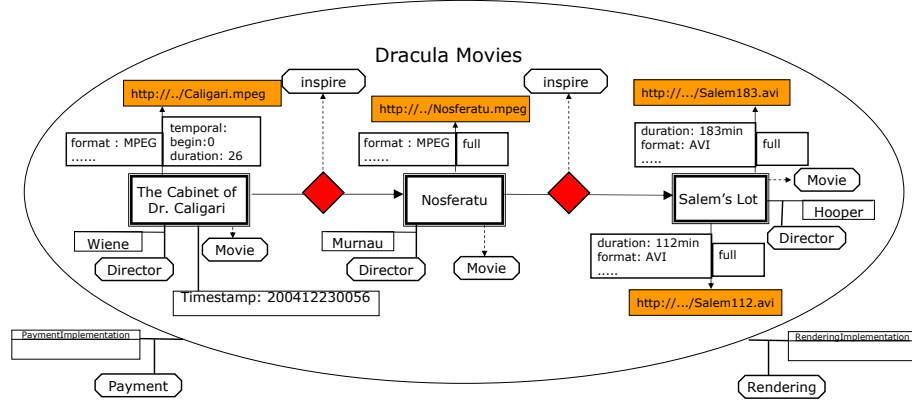 Dracula Movies
inspire
inspire
http://../Caligari.mpeg
http://.../Nosferatu.mpeg
http://.../Salem183.avi
format : MPEG
......
temporal:
begin:0
duration: 26
format : MPEG
......
full
duration: 183min
format: AVI
.....
full
The Cabinet of
Dr. Caligari
Nosferatu
Salem's Lot
Movie
Wiene
Director
Movie
Murnau
Director
Movie
Hooper
Director
duration: 112min
format: AVI
.....
full
Timestamp: 200412230056
http://.../Salem112.avi
PaymentImplementation
Payment
RenderingImplementation
Rendering